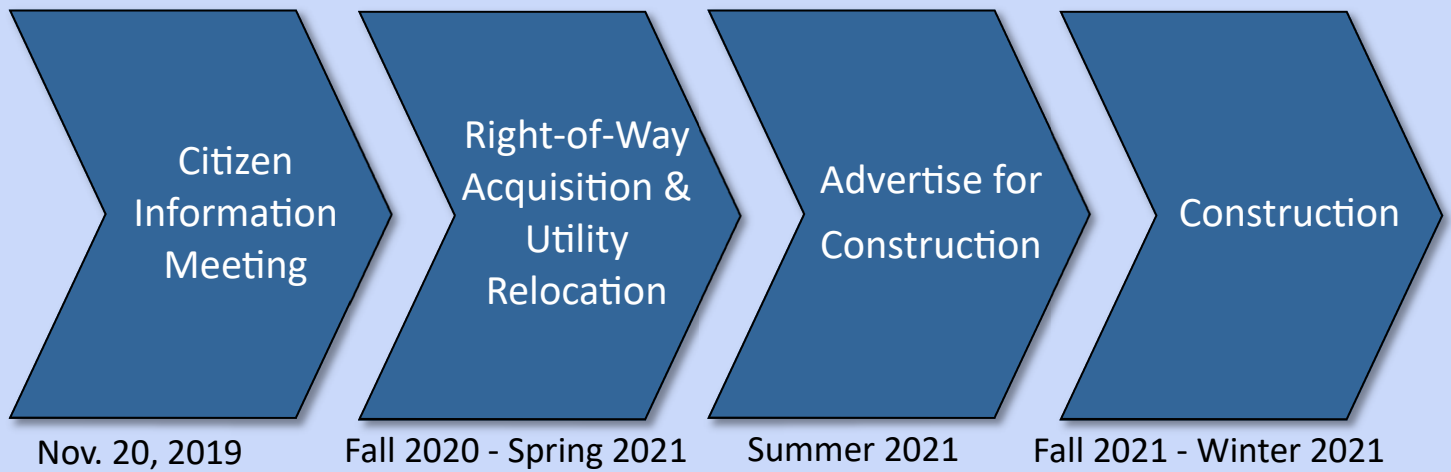 Citizen
Information
Meeting
Right-of-Way
Acquisition &
Utility
Relocation
Advertise for
Construction
Construction
Nov. 20, 2019
Fall 2020 - Spring 2021
Summer 2021
Fall 2021 - Winter 2021